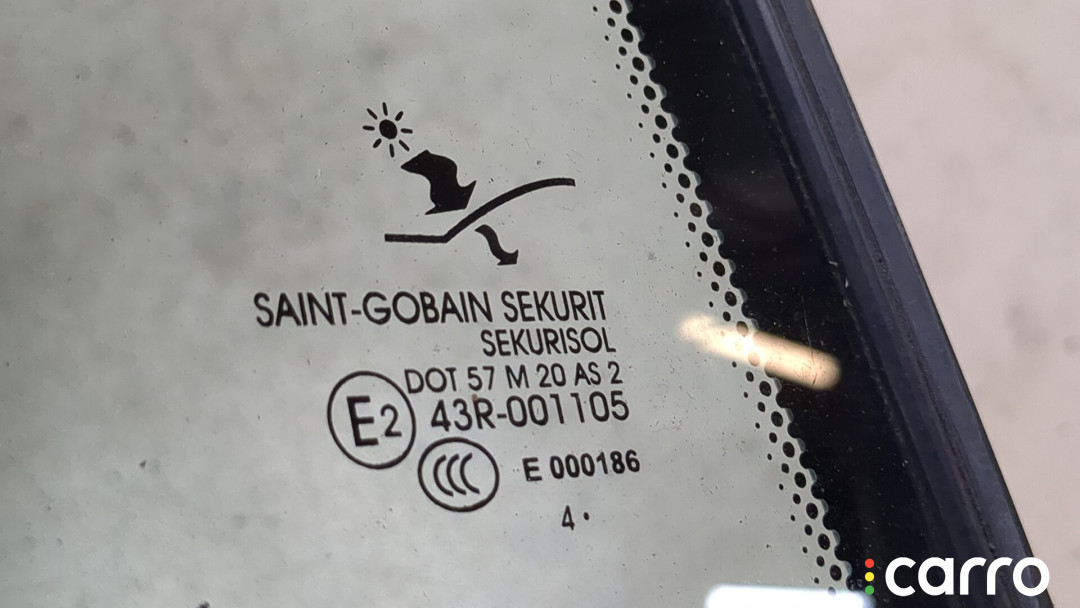 SAINT-GOBAIN SEKURIT
SEKURISOL
DOT 57 M 20 AS 2
E2 43R-001105
CCC E 000186
4 •
carro